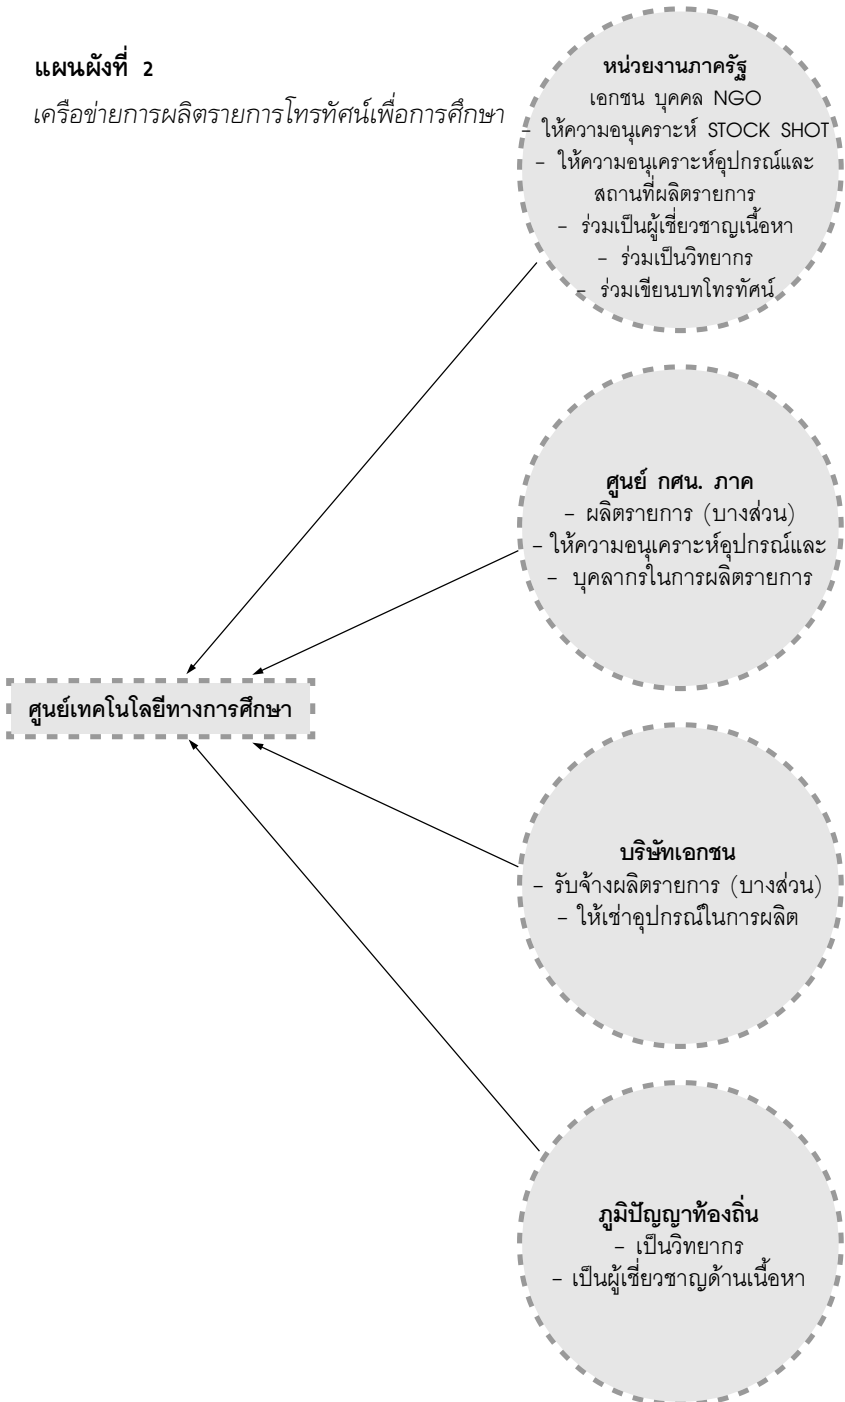 แผนผังที่ 2
เครือข่ายการผลิตรายการโทรทัศน์เพื่อการศึกษา
หน่วยงานภาครัฐ
เอกชน บุคคล NGO
- ให้ความอนุเคราะห์ STOCK SHOT
- ให้ความอนุเคราะห์อุปกรณ์และ
สถานที่ผลิตรายการ
- ร่วมเป็นผู้เชี่ยวชาญเนื้อหา
- ร่วมเป็นวิทยากร
- ร่วมเขียนบทโทรทัศน์
ศูนย์ กศน. ภาค
- ผลิตรายการ (บางส่วน)
- ให้ความอนุเคราะห์อุปกรณ์และ
- บุคลากรในการผลิตรายการ
ศูนย์เทคโนโลยีทางการศึกษา
บริษัทเอกชน
- รับจ้างผลิตรายการ (บางส่วน)
- ให้เช่าอุปกรณ์ในการผลิต
ภูมิปัญญาท้องถิ่น
- เป็นวิทยากร
- เป็นผู้เชี่ยวชาญด้านเนื้อหา